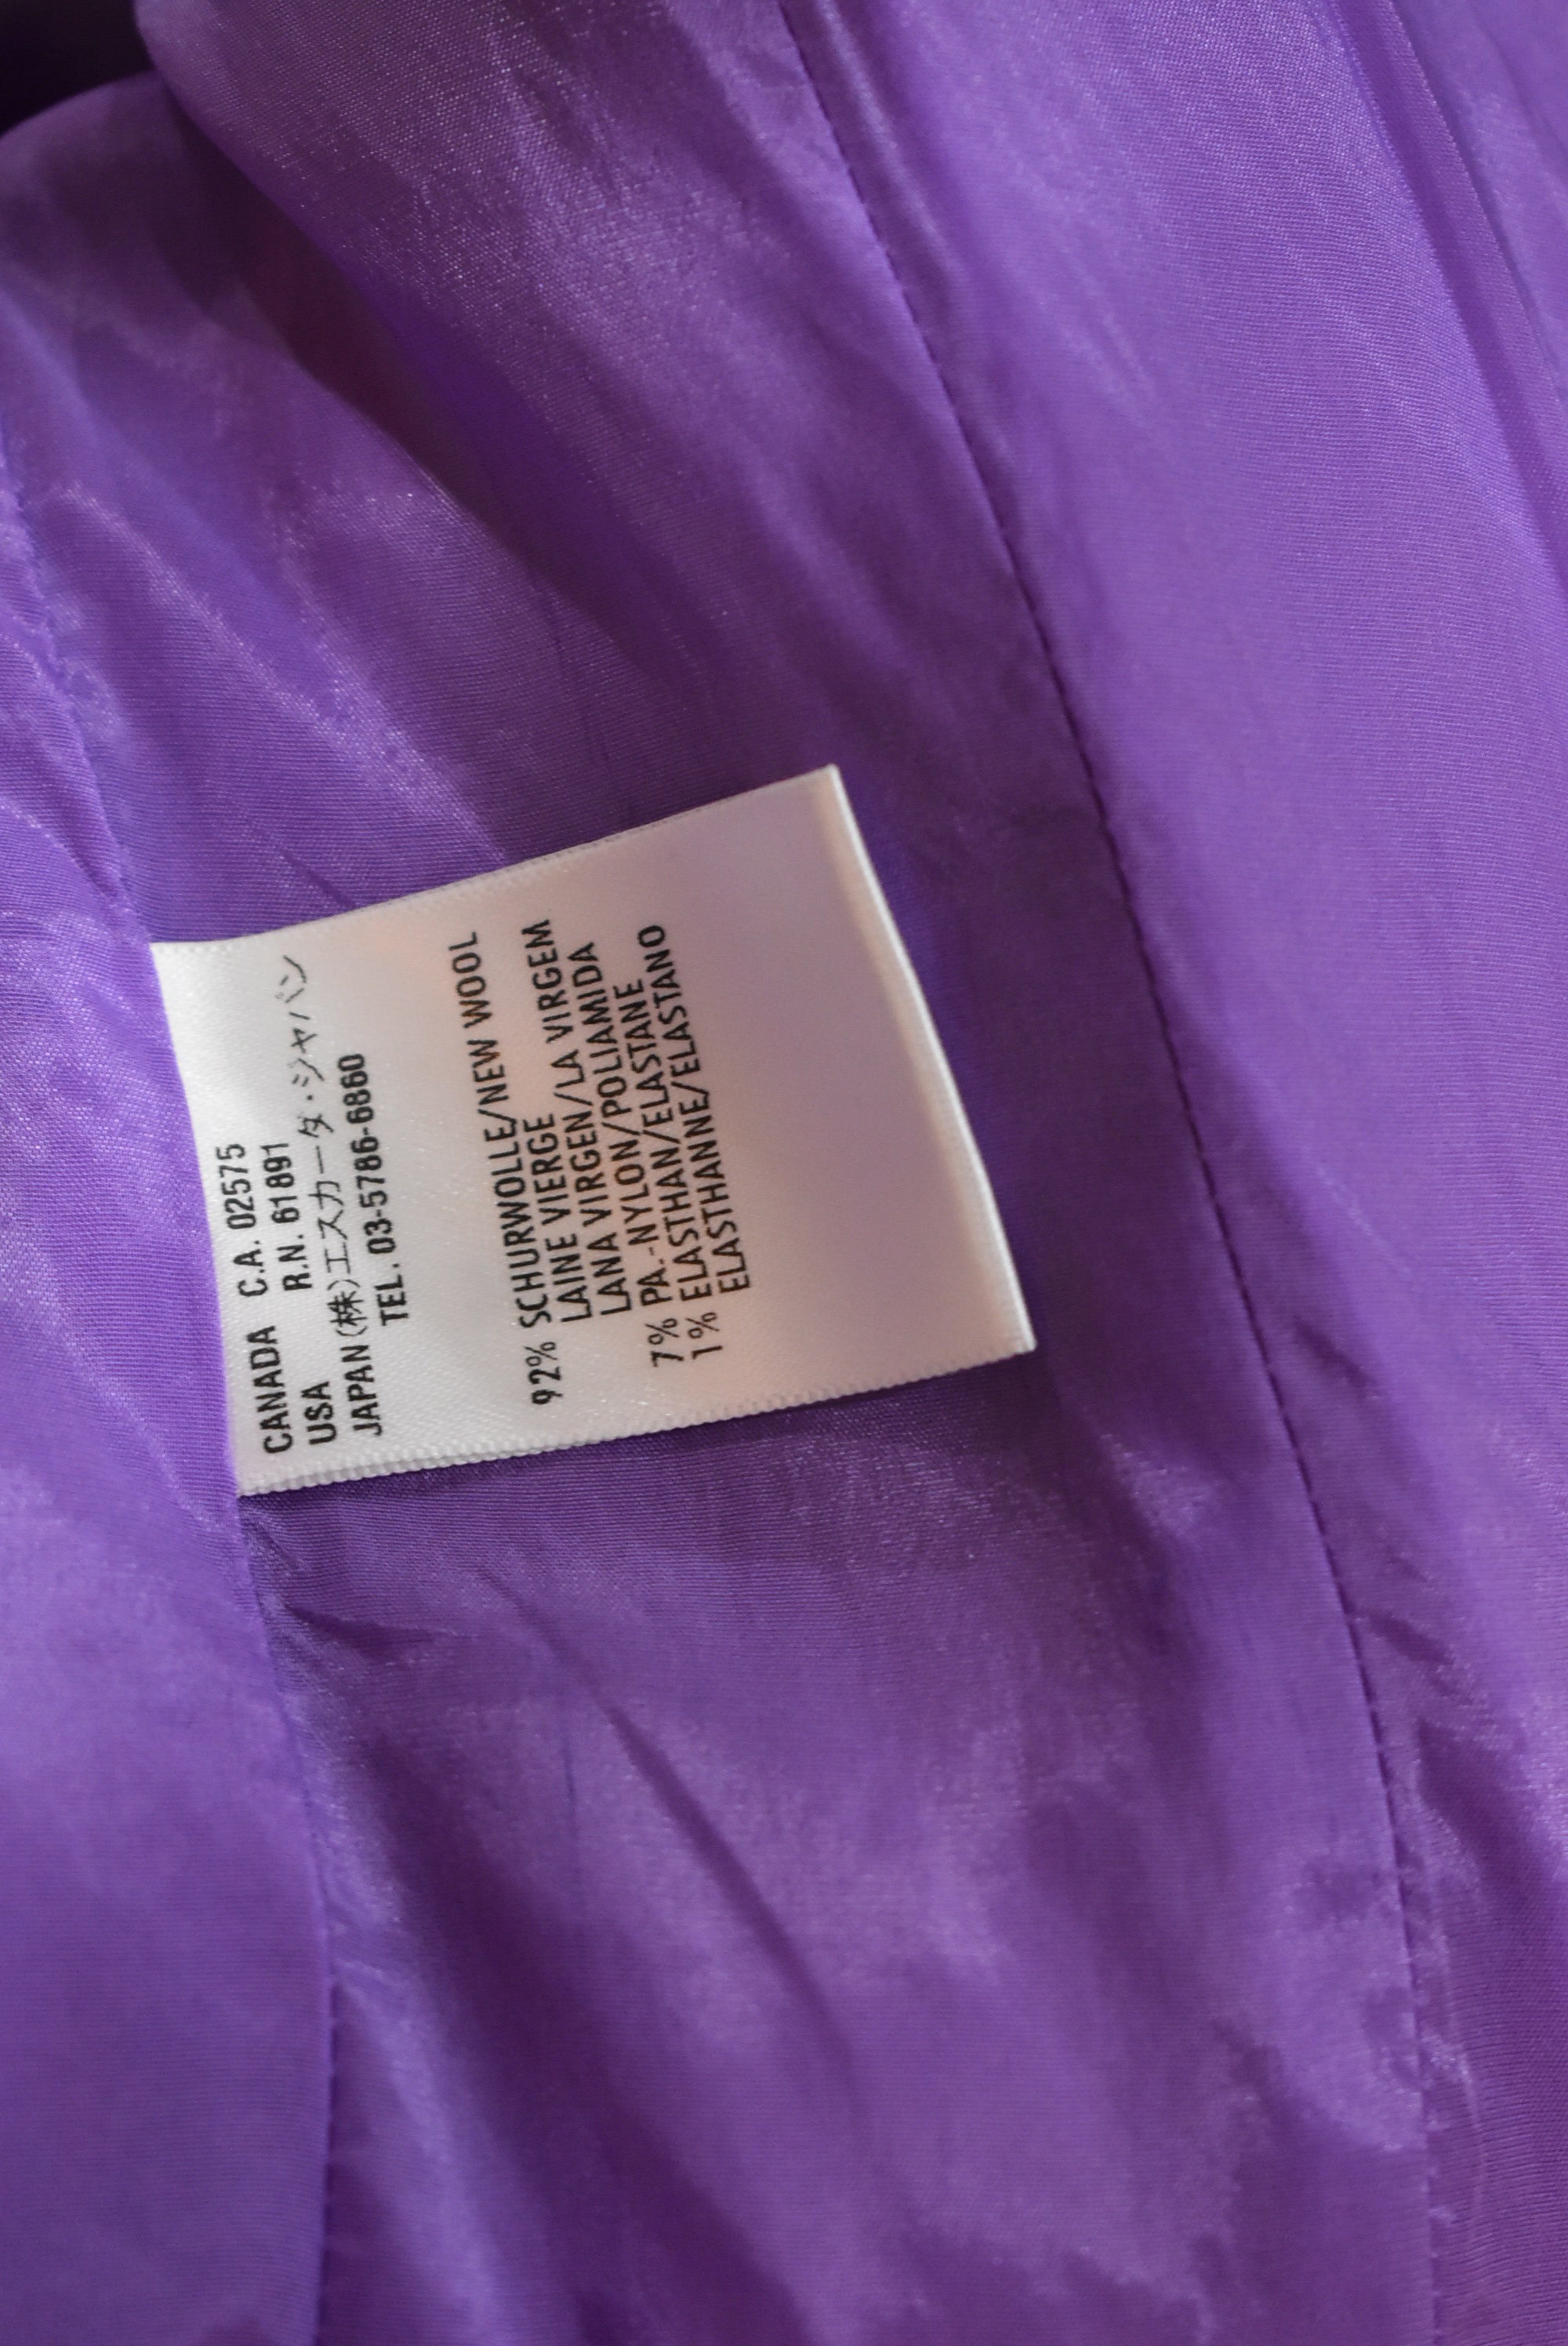 CANADA C.A. 02575
USA R.N. 61891
JAPAN (株)エスカーダ・ジャパン
TEL. 03-5786-6860
92% SCHURWOLLE/NEW WOOL
LAINE VIERGE
LANA VIRGEN/LA VIRGEM
LANA VIRGEN/POLIAMIDA
7% PA.-NYLON/POLIAMIDA
1% ELASTHAN/ELASTANE
ELASTHANNE/ELASTANO